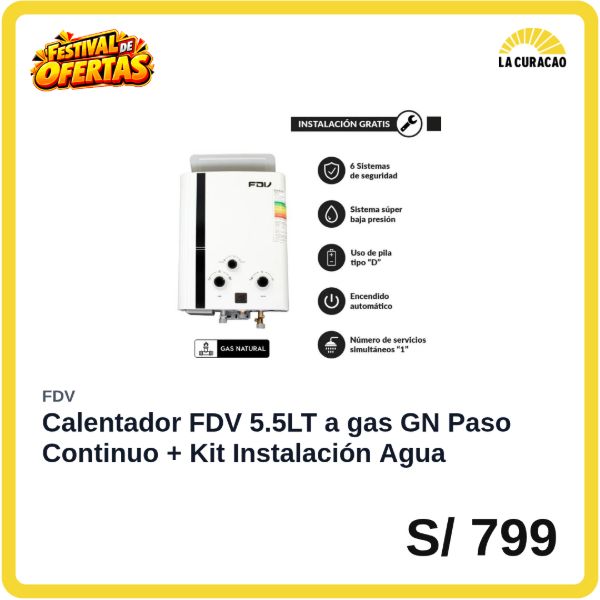 FESTIVAL DE
OFERTAS
LA CURACAO
INSTALACIÓN GRATIS
FDV
6 Sistemas
de seguridad
Sistema súper
baja presión
Uso de pila
tipo “D”
Encendido
automático
Número de servicios
simultáneos “1”
GAS NATURAL
FDV
Calentador FDV 5.5LT a gas GN Paso
Continuo + Kit Instalación Agua
S/ 799